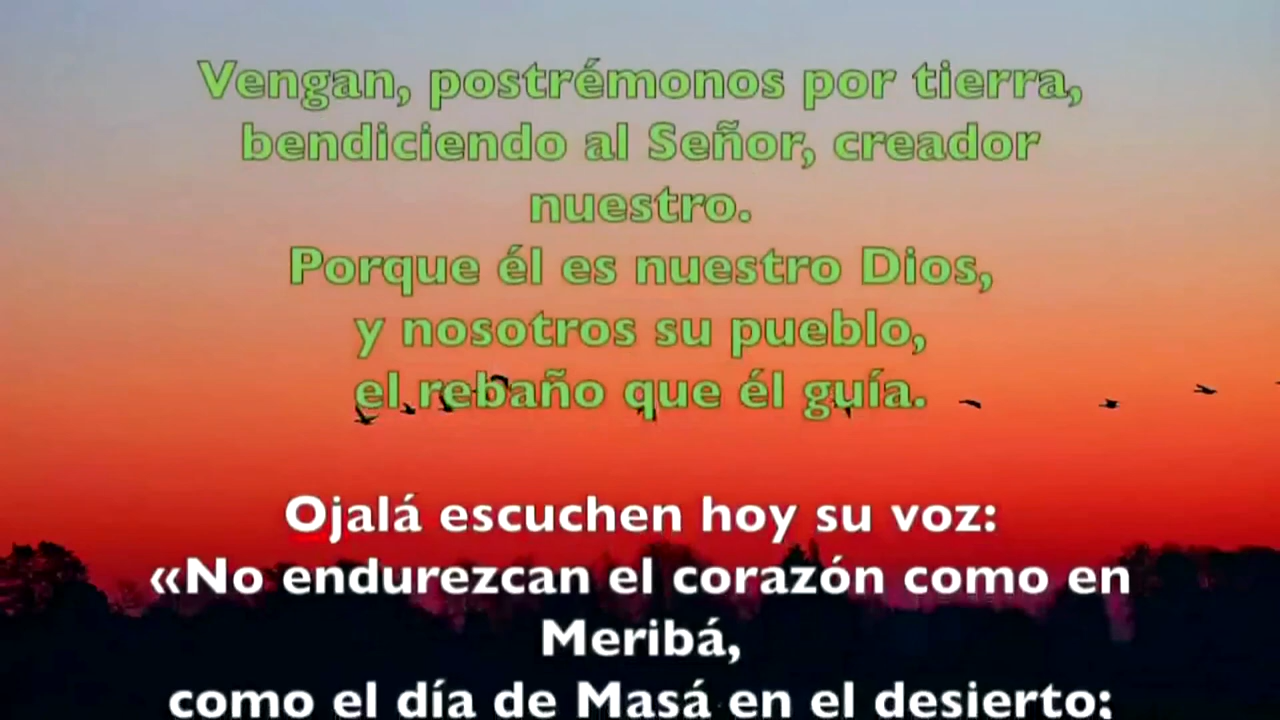 Vengan, postrémonos por tierra,
bendiciendo al Señor, creador
nuestro.
Porque él es nuestro Dios,
y nosotros su pueblo,
el rebaño que él guía.
Ojalá escuchen hoy su voz:
«No endurezcan el corazón como en
Meribá,
como el día de Masá en el desierto;